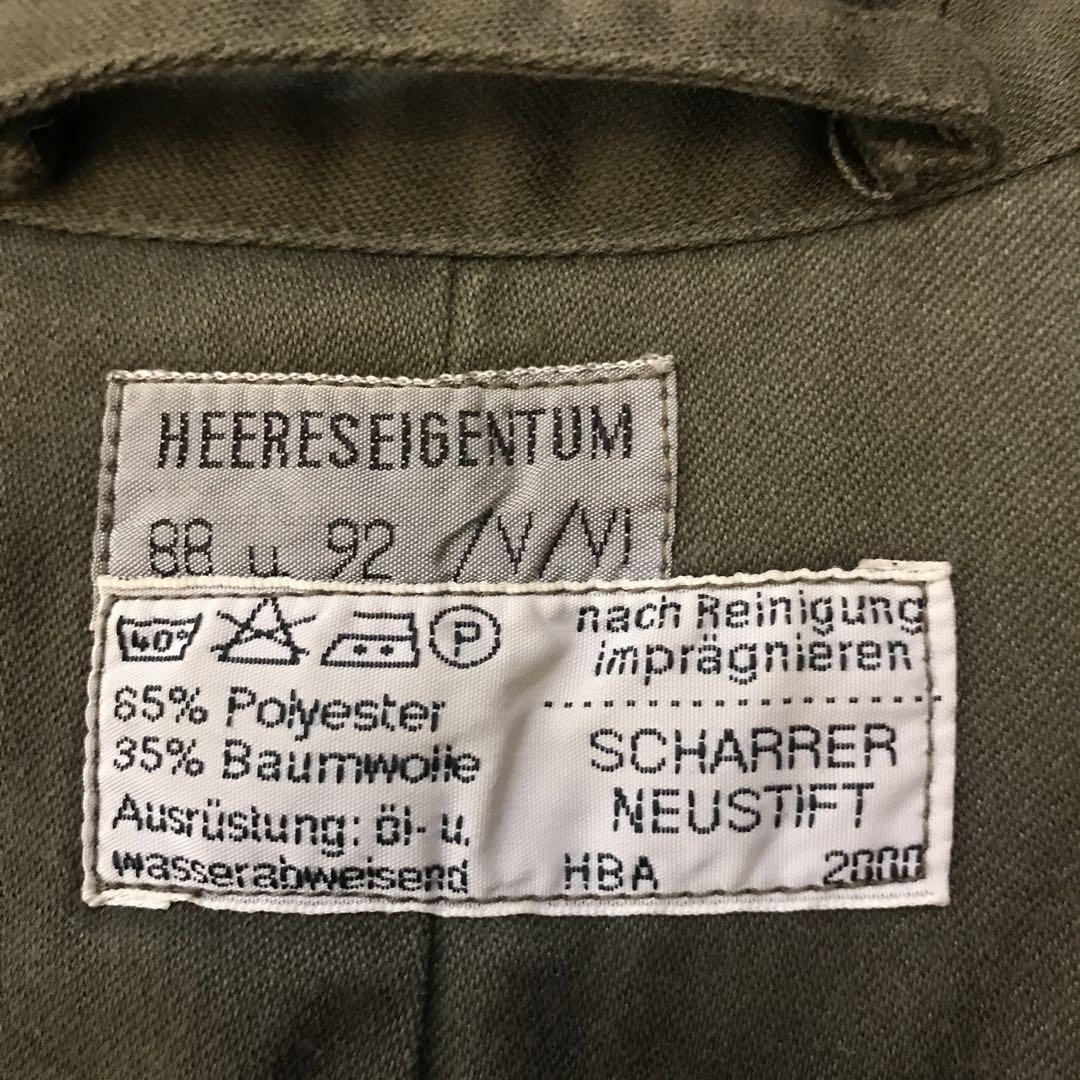 HEERESEIGENTUM
88 u. 92 /V/VI
40°
P
nach Reinigung
imprägnieren
65% Polyester
35% Baumwolle
Ausrüstung: öl- u.
wasserabweisend
SCHARRER
NEUSTIFT
HBA 2000